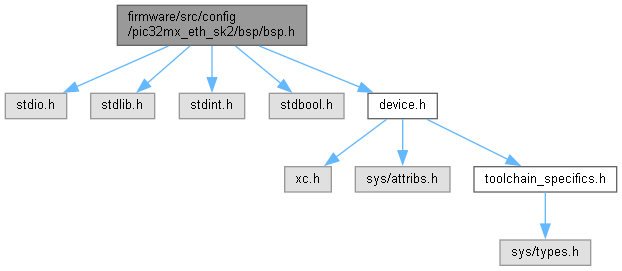 firmware/src/config
/pic32mx_eth_sk2/bsp/bsp.h
stdio.h
stdlib.h
stdint.h
stdbool.h
device.h
xc.h
sys/attribs.h
toolchain_specifics.h
sys/types.h